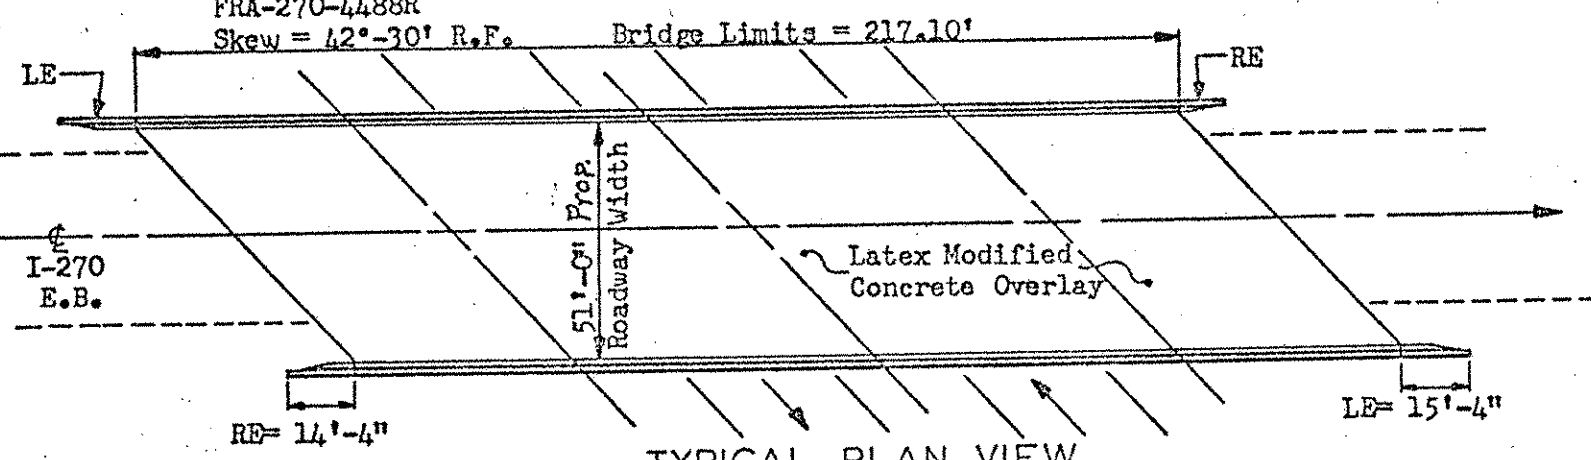 FRA-270-4488R
Skew = 42°-30' R.F.
Bridge Limits = 217.10'
LE
RE
51'-0" Prop.
Roadway Width
℄
I-270
E.B.
Latex Modified
Concrete Overlay
RE= 14'-4"
LE= 15'-4"
TYPICAL PLAN VIEW